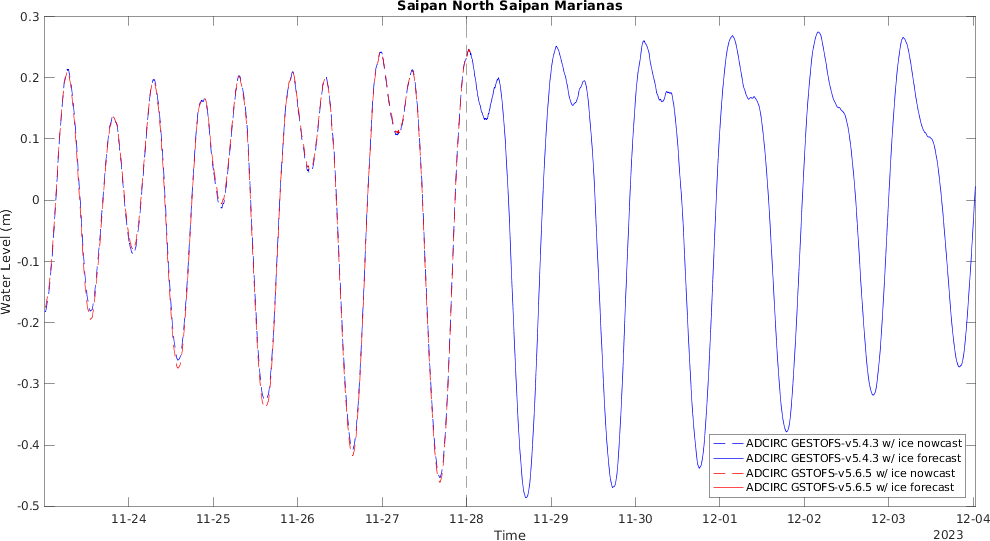 Saipan North Saipan Marianas
0.3
0.2
0.1
0
-0.1
-0.2
-0.3
-0.4
-0.5
Water Level (m)
ADCIRC GESTOFS-v5.4.3 w/ ice nowcast
ADCIRC GESTOFS-v5.4.3 w/ ice forecast
ADCIRC GSTOFS-v5.6.5 w/ ice nowcast
ADCIRC GSTOFS-v5.6.5 w/ ice forecast
11-24 11-25 11-26 11-27 11-28 11-29 11-30 12-01 12-02 12-03 12-04
Time
2023